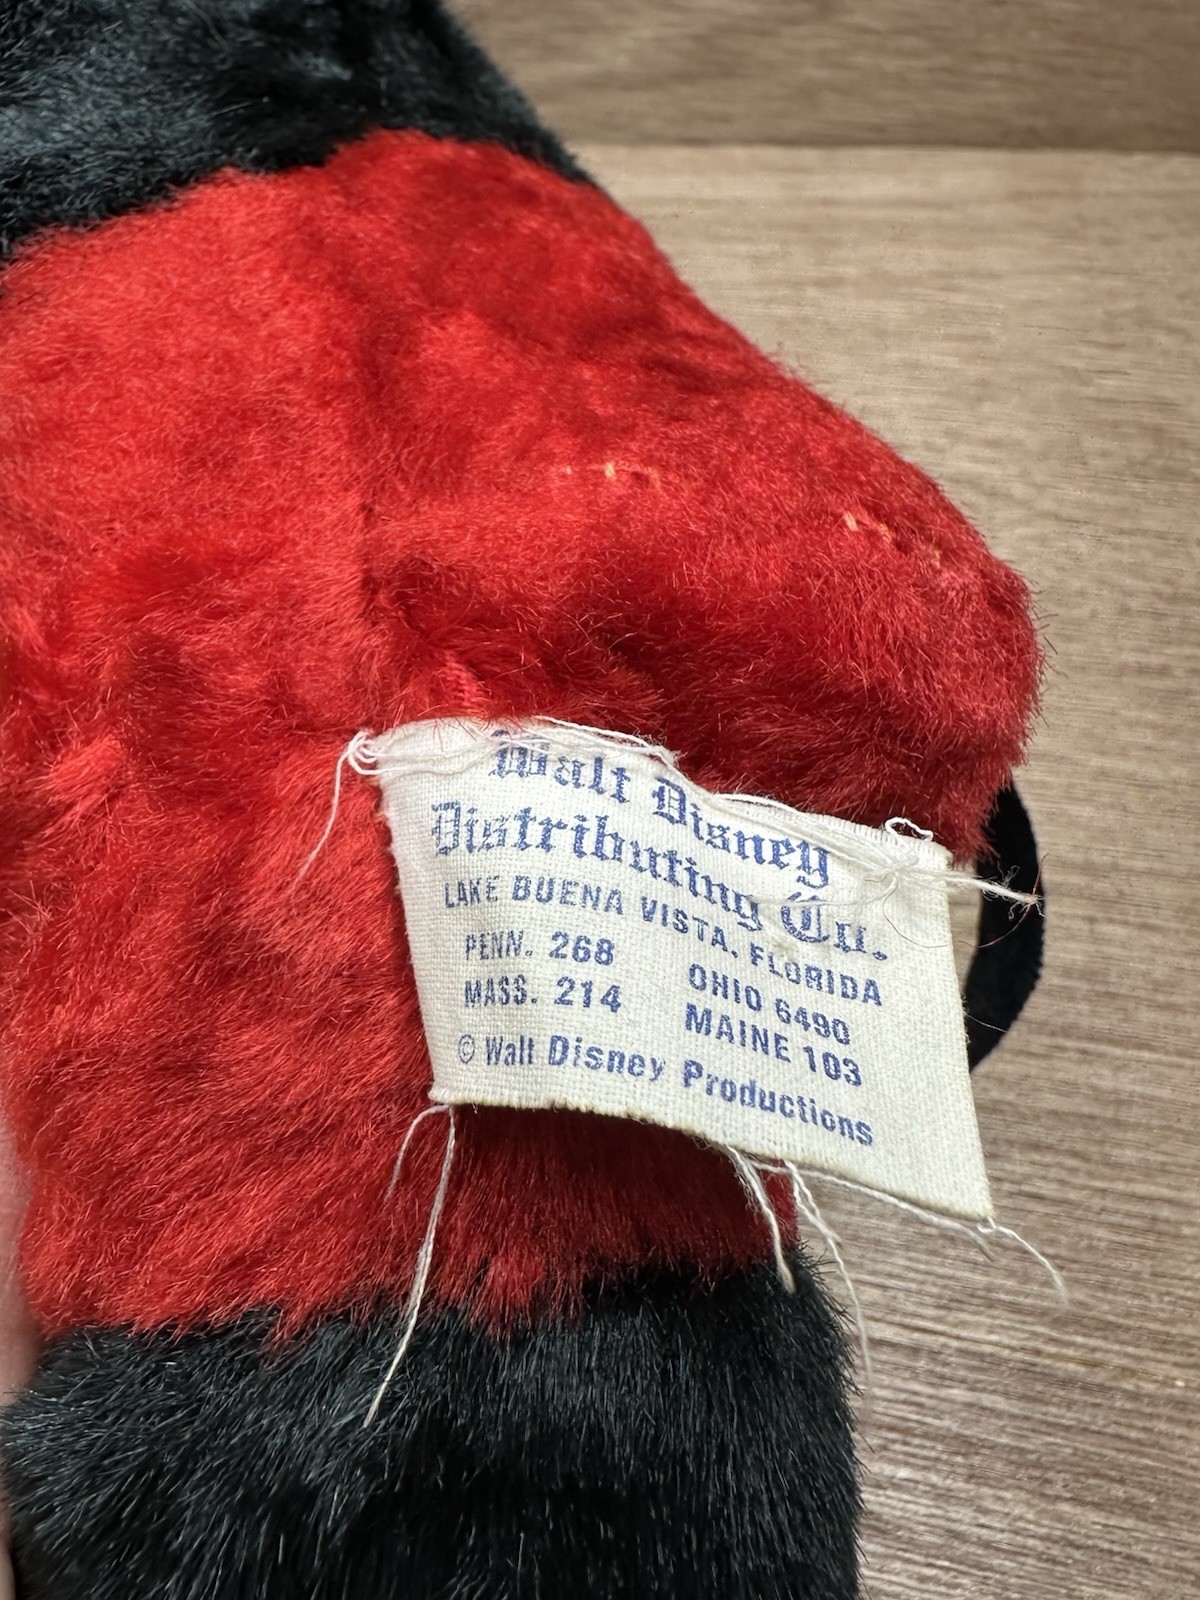 Walt Disney
Distributing Co.
LAKE BUENA VISTA, FLORIDA
PENN. 268 OHIO 6490
MASS. 214 MAINE 103
© Walt Disney Productions